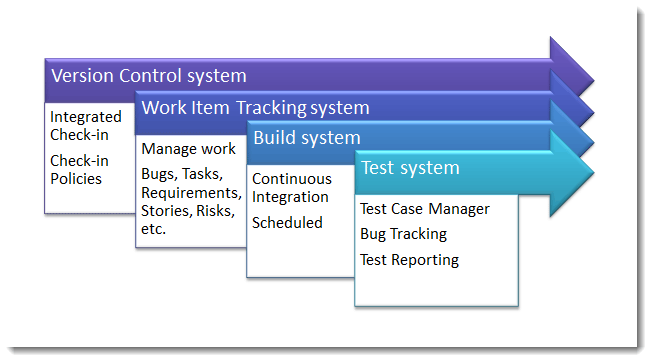 Version Control system
Integrated
Check-in
Check-in
Policies
Work Item Tracking system
Manage work
Bugs, Tasks,
Requirements,
Stories, Risks,
etc.
Build system
Continuous
Integration
Scheduled
Test system
Test Case Manager
Bug Tracking
Test Reporting